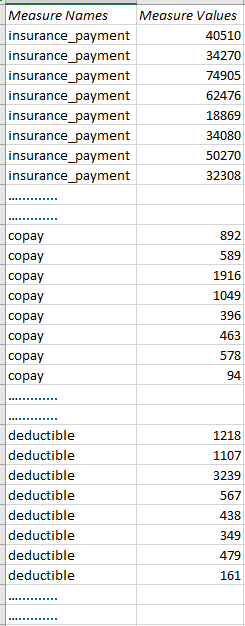 Measure Names Measure Values
insurance_payment 40510
insurance_payment 34270
insurance_payment 74905
insurance_payment 62476
insurance_payment 18869
insurance_payment 34080
insurance_payment 50270
insurance_payment 32308
..............
..............
copay 892
copay 589
copay 1916
copay 1049
copay 396
copay 463
copay 578
copay 94
..............
..............
deductible 1218
deductible 1107
deductible 3239
deductible 567
deductible 438
deductible 349
deductible 479
deductible 161
..............
..............